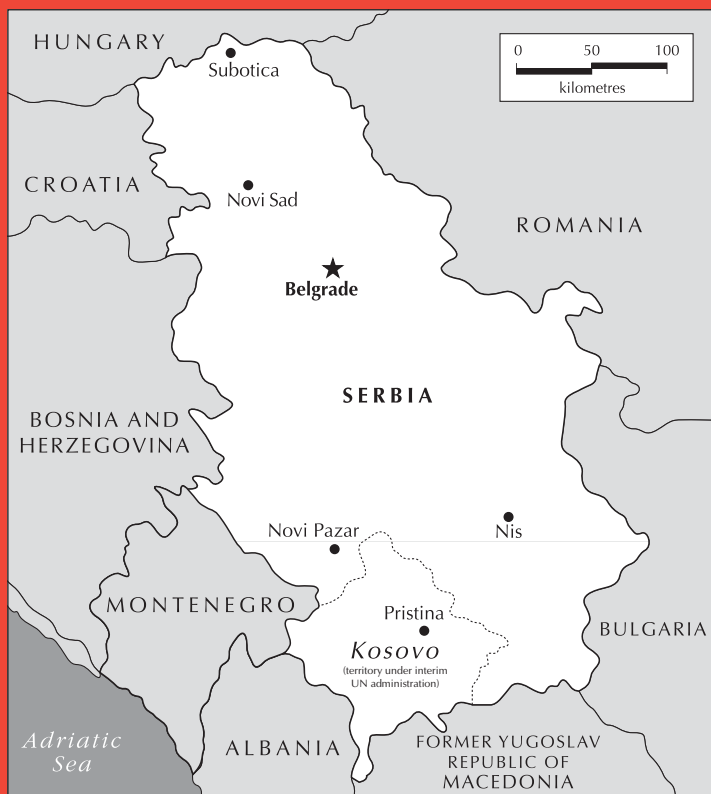 HUNGARY
Subotica
0 50 100
kilometres
CROATIA
Novi Sad
ROMANIA
Belgrade
SERBIA
BOSNIA AND
HERZEGOVINA
Novi Pazar
Nis
MONTENEGRO
Pristina
Kosovo
(territory under interim
UN administration)
BULGARIA
Adriatic
Sea
ALBANIA
FORMER YUGOSLAV
REPUBLIC OF
MACEDONIA